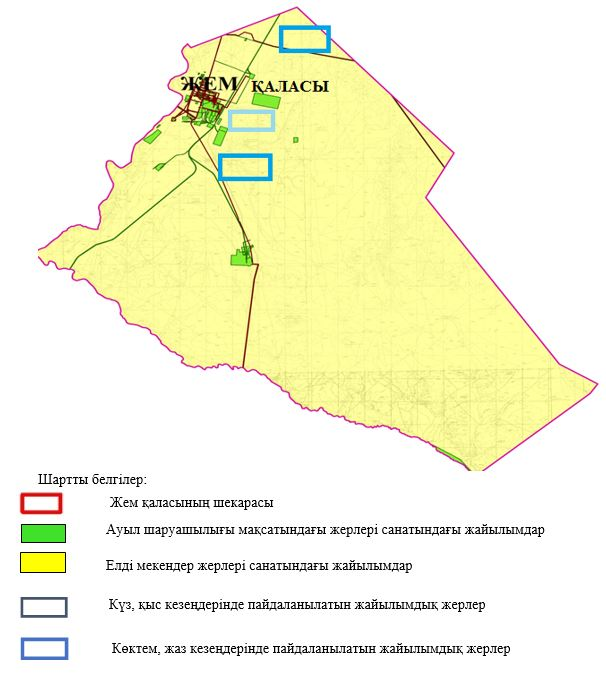 ЖЕМ ҚАЛАСЫ
Шартты белгілер:
Жем қаласының шекарасы
Ауыл шаруашылығы мақсатындағы жерлері санатындағы жайылымдар
Елді мекендер жерлері санатындағы жайылымдар
Күз, қыс кезеңдерінде пайдаланылатын жайылымдық жерлер
Көктем, жаз кезеңдерінде пайдаланылатын жайылымдық жерлер